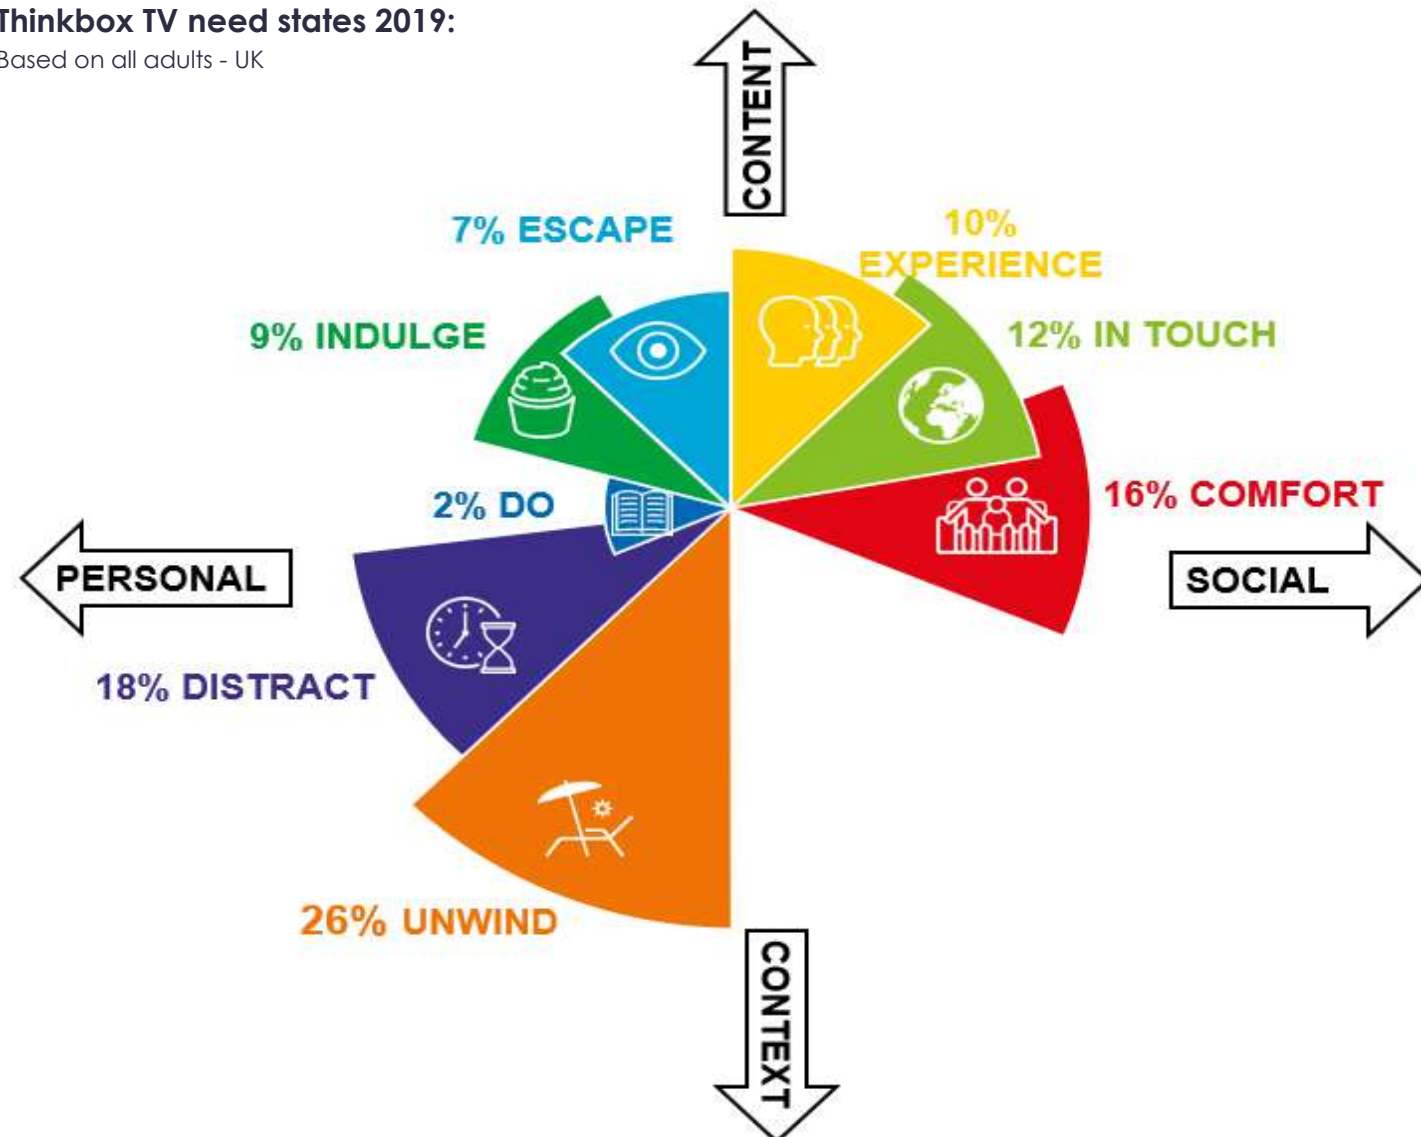 Thinkbox TV need states 2019:
Based on all adults - UK
CONTENT
7% ESCAPE
10%
EXPERIENCE
9% INDULGE
12% IN TOUCH
2% DO
16% COMFORT
PERSONAL
SOCIAL
18% DISTRACT
26% UNWIND
CONTEXT